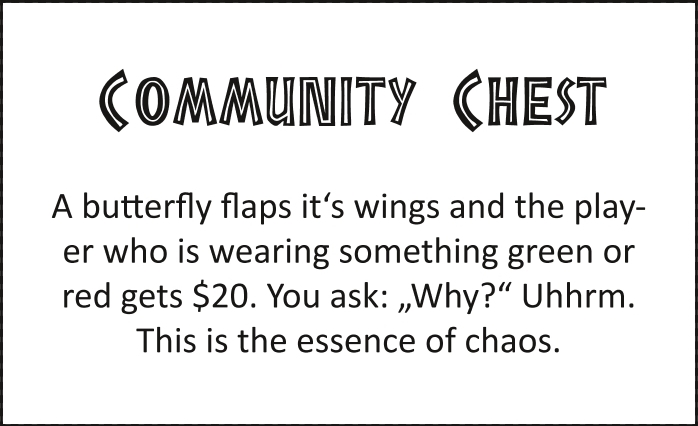 Community Chest
A butterfly flaps it‘s wings and the play-
er who is wearing something green or
red gets $20. You ask: „Why?“ Uhhrm.
This is the essence of chaos.